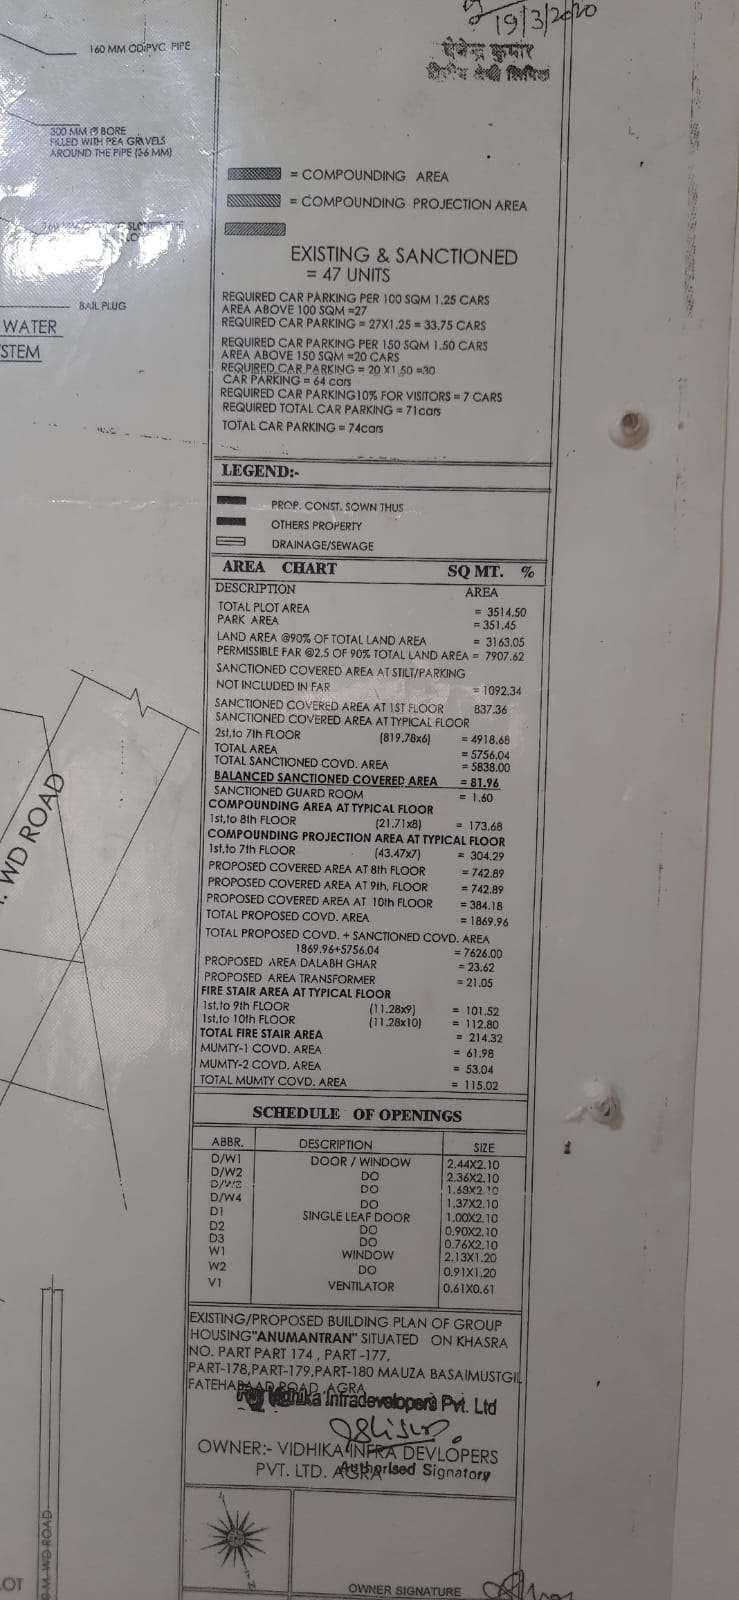 19/3/2020
160 MM ODIPVC PIPE
300 MM Ø BORE
FILLED WITH PEA GRAVELS
AROUND THE PIPE (3-6 MM)
= COMPOUNDING AREA
= COMPOUNDING PROJECTION AREA
EXISTING & SANCTIONED
= 47 UNITS
BAIL PLUG
WATER
STEM
REQUIRED CAR PARKING PER 100 SQM 1.25 CARS
AREA ABOVE 100 SQM =27
REQUIRED CAR PARKING = 27X1.25 = 33.75 CARS
REQUIRED CAR PARKING PER 150 SQM 1.50 CARS
AREA ABOVE 150 SQM =20 CARS
REQUIRED CAR PARKING = 20 X1.50 =30
CAR PARKING = 64 cars
REQUIRED CAR PARKING10% FOR VISITORS = 7 CARS
REQUIRED TOTAL CAR PARKING = 71cars
TOTAL CAR PARKING = 74cars
LEGEND:-
PROP. CONST. SOWN THUS
OTHERS PROPERTY
DRAINAGE/SEWAGE
AREA CHART SQ MT. %
DESCRIPTION AREA
TOTAL PLOT AREA = 3514.50
PARK AREA = 351.45
LAND AREA @90% OF TOTAL LAND AREA = 3163.05
PERMISSIBLE FAR @2.5 OF 90% TOTAL LAND AREA = 7907.62
SANCTIONED COVERED AREA AT STILT/PARKING
NOT INCLUDED IN FAR = 1092.34
SANCTIONED COVERED AREA AT 1ST FLOOR 837.36
SANCTIONED COVERED AREA AT TYPICAL FLOOR
2st,to 7th FLOOR (819.78x6) = 4918.68
TOTAL AREA = 5756.04
TOTAL SANCTIONED COVD. AREA = 5838.00
BALANCED SANCTIONED COVERED AREA = 81.96
SANCTIONED GUARD ROOM = 1.60
COMPOUNDING AREA AT TYPICAL FLOOR
1st,to 8th FLOOR (21.71x8) = 173.68
COMPOUNDING PROJECTION AREA AT TYPICAL FLOOR
1st,to 7th FLOOR (43.47x7) = 304.29
PROPOSED COVERED AREA AT 8th FLOOR = 742.89
PROPOSED COVERED AREA AT 9th, FLOOR = 742.89
PROPOSED COVERED AREA AT 10th FLOOR = 384.18
TOTAL PROPOSED COVD. AREA = 1869.96
TOTAL PROPOSED COVD. + SANCTIONED COVD. AREA
1869.96+5756.04 = 7626.00
PROPOSED AREA DALABH GHAR = 23.62
PROPOSED AREA TRANSFORMER = 21.05
FIRE STAIR AREA AT TYPICAL FLOOR
1st,to 9th FLOOR (11.28x9) = 101.52
1st,to 10th FLOOR (11.28x10) = 112.80
TOTAL FIRE STAIR AREA = 214.32
MUMTY-1 COVD. AREA = 61.98
MUMTY-2 COVD. AREA = 53.04
TOTAL MUMTY COVD. AREA = 115.02
WD ROAD
SCHEDULE OF OPENINGS
ABBR. DESCRIPTION SIZE
D/W1 DOOR / WINDOW 2.44X2.10
D/W2 DO 2.36X2.10
D/W3 DO 1.68X2.10
D/W4 DO 1.37X2.10
D1 SINGLE LEAF DOOR 1.00X2.10
D2 DO 0.90X2.10
D3 DO 0.76X2.10
W1 WINDOW 2.13X1.20
W2 DO 0.91X1.20
V1 VENTILATOR 0.61X0.61
EXISTING/PROPOSED BUILDING PLAN OF GROUP
HOUSING"ANUMANTRAN" SITUATED ON KHASRA
NO. PART PART 174 , PART -177,
PART-178,PART-179,PART-180 MAUZA BASAIMUSTGIL
FATEHABAAD ROAD ,AGRA
Infradevelopers Pvt. Ltd
OWNER:- VIDHIKA INFRA DEVLOPERS
PVT. LTD. AGRA
Authorised Signatory
M. WD ROAD
OT
OWNER SIGNATURE